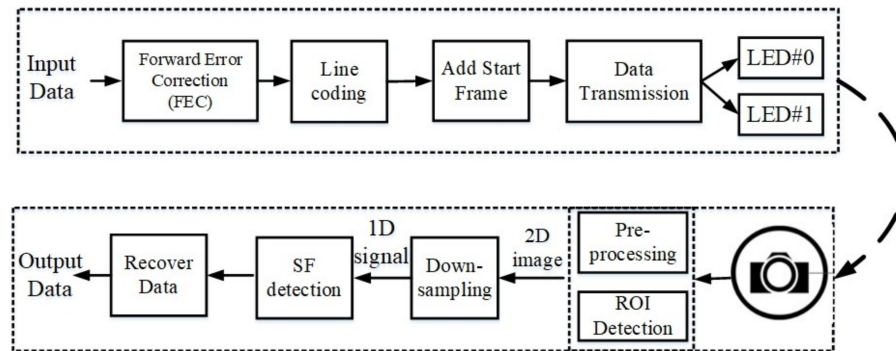 Input
Data
Forward Error
Correction
(FEC)
Line
coding
Add Start
Frame
Data
Transmission
LED#0
LED#1
Output
Data
Recover
Data
SF
detection
1D
signal
Down-
sampling
2D
image
Pre-
processing
ROI
Detection